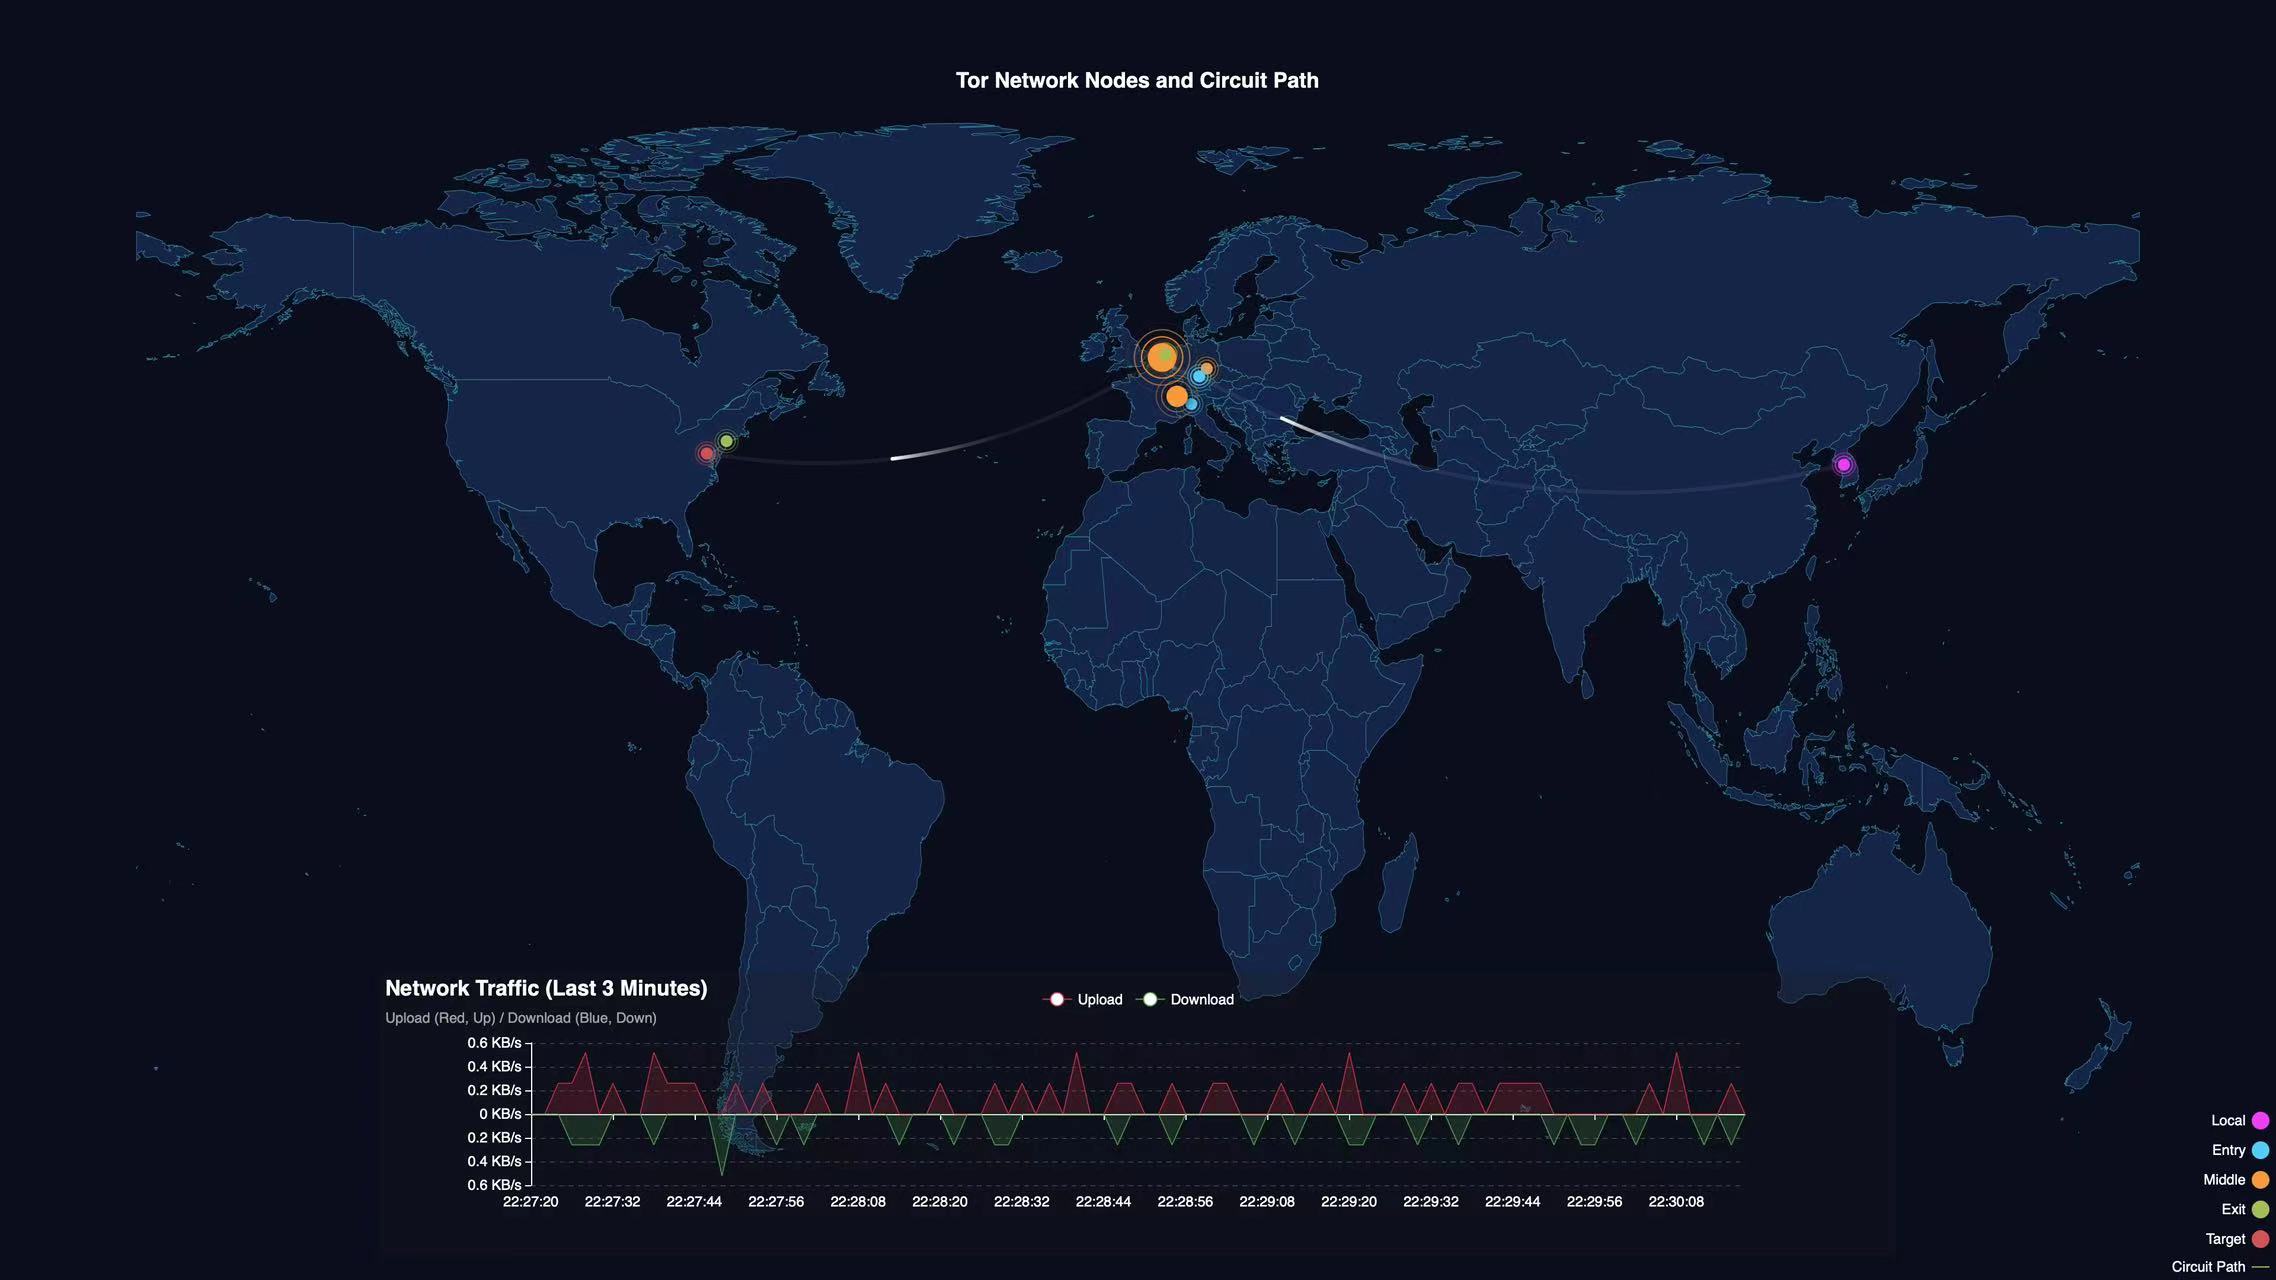 Tor Network Nodes and Circuit Path
Network Traffic (Last 3 Minutes)
Upload (Red, Up) / Download (Blue, Down)
Upload
Download
0.6 KB/s
0.4 KB/s
0.2 KB/s
0 KB/s
0.2 KB/s
0.4 KB/s
0.6 KB/s
22:27:20 22:27:32 22:27:44 22:27:56 22:28:08 22:28:20 22:28:32 22:28:44 22:28:56 22:29:08 22:29:20 22:29:32 22:29:44 22:29:56 22:30:08
Local
Entry
Middle
Exit
Target
Circuit Path